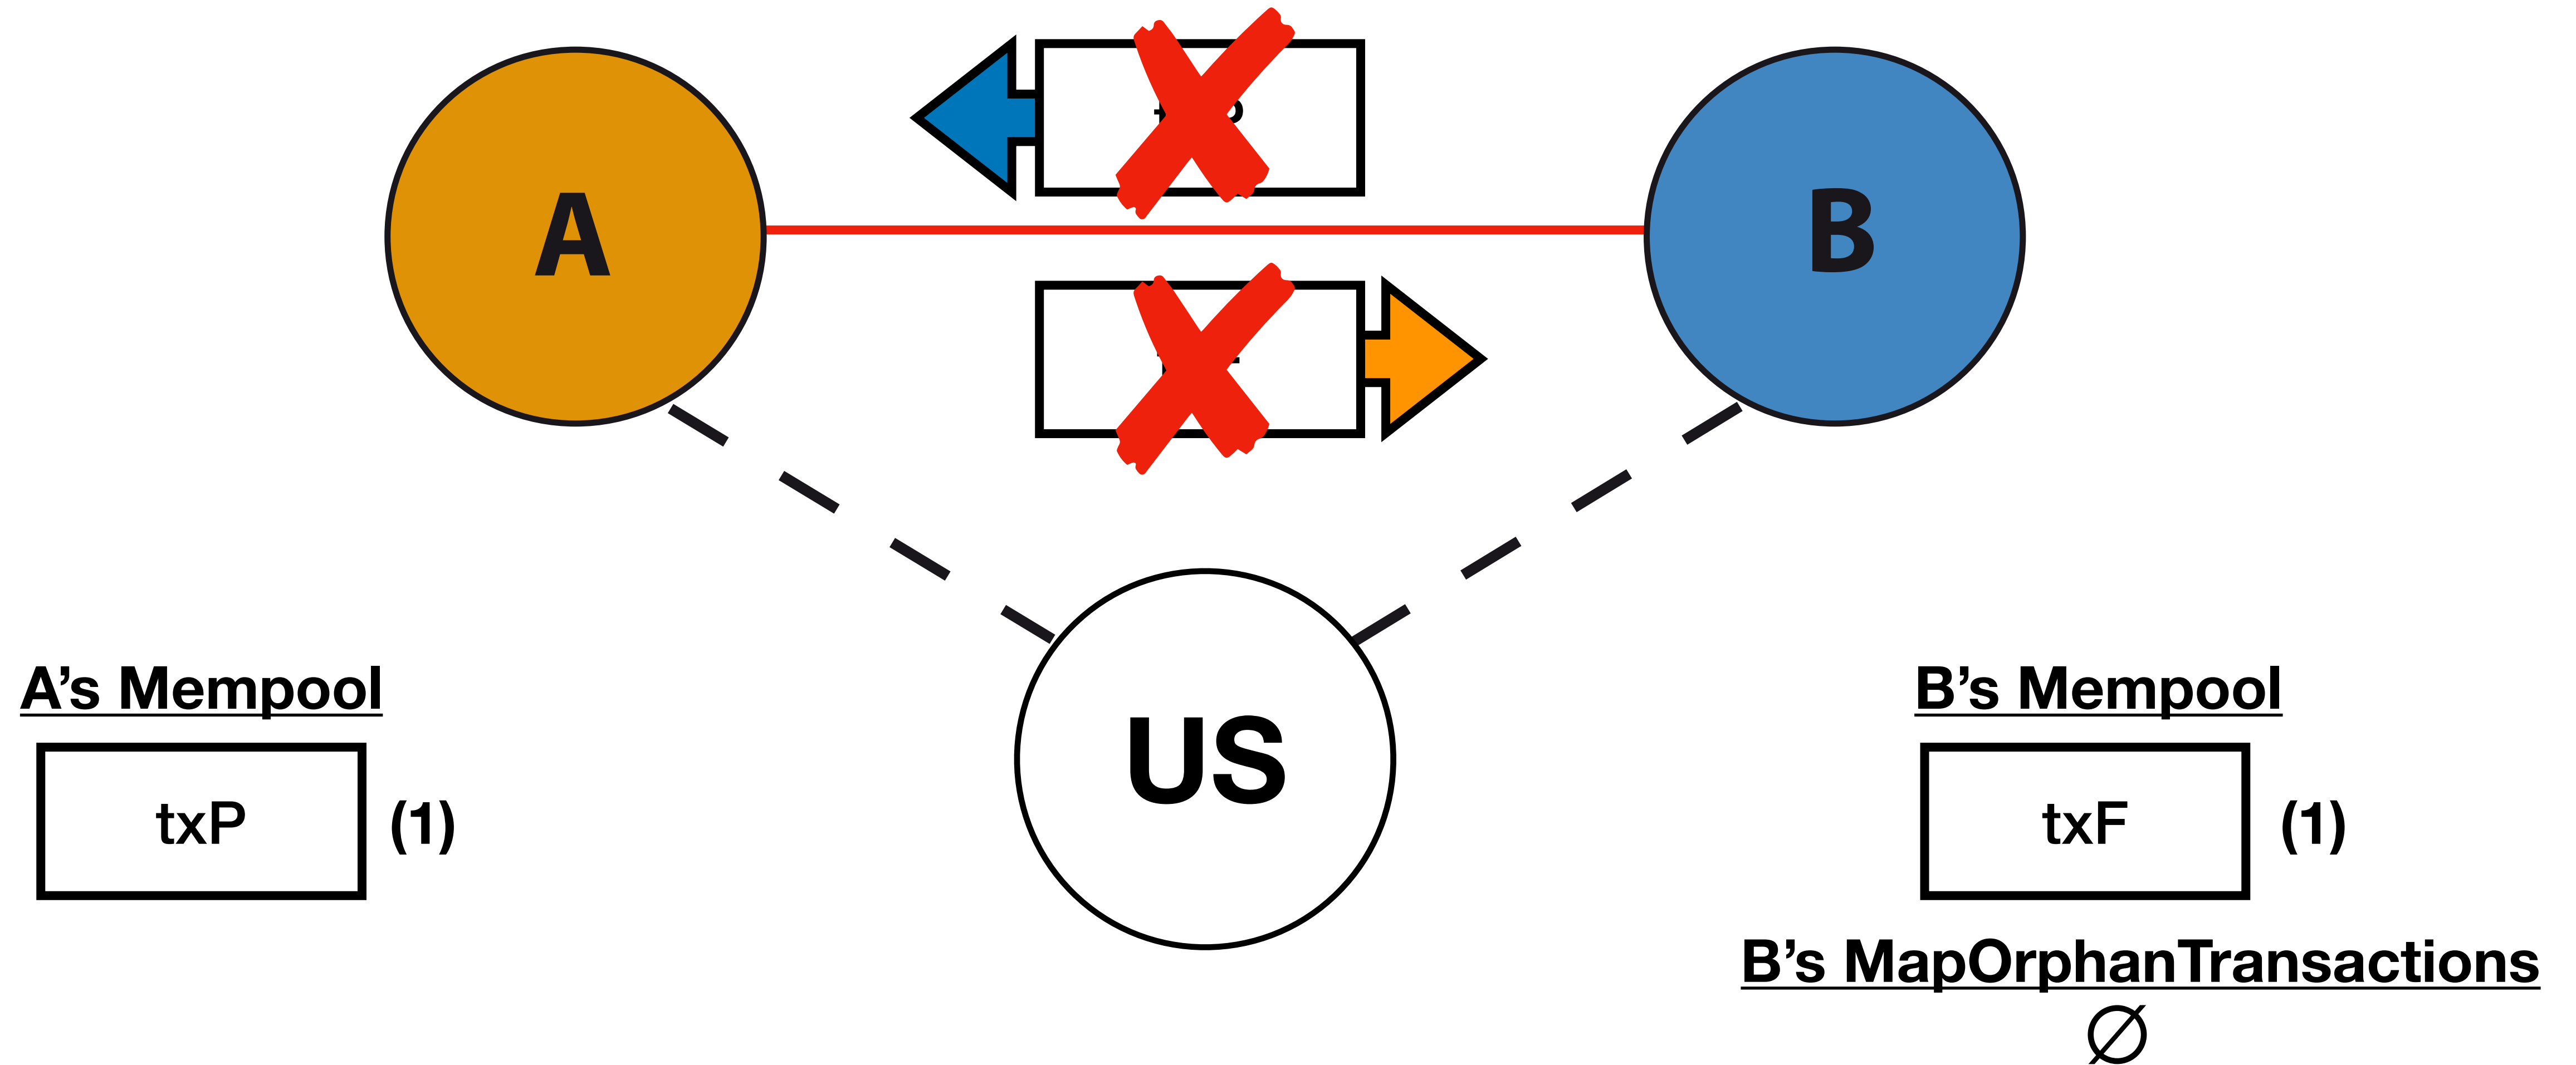 A
B
US
A’s Mempool
txP
(1)
B’s Mempool
txF
(1)
B’s MapOrphanTransactions
∅